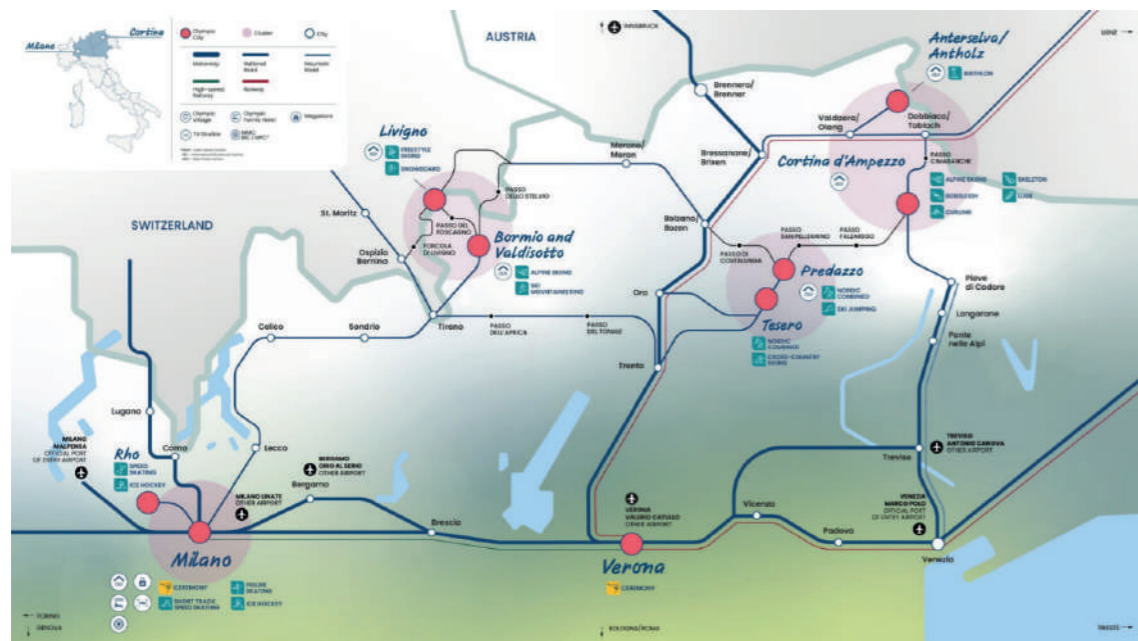 Cortina
Milano
Olympic
City
Cluster
City
Motorway
National
Road
Mountain
Road
High-speed
Railway
Railway
Olympic
Village
Olympic
Family Hotel
Megastore
AUSTRIA
SWITZERLAND
INNSBRUCK
LIENZ
Anterselva/
Antholz
BIATHLON
Brennero/
Brenner
Valdaora/
Olang
Dobbiaco/
Toblach
Bressanone/
Brixen
PASSO
CIMABANCHE
Cortina d'Ampezzo
ALPINE SKIING
SKELETON
BOBSLEIGH
LUGE
CURLING
Livigno
FREESTYLE
SKIING
SNOWBOARD
Merano/
Meran
PASSO
DELLO STELVIO
St. Moritz
PASSO DEL
FOSCAGNO
FORCOLA
DI LIVIGNO
Ospizio
Bernina
Bormio and
Valdisotto
ALPINE SKIING
SKI
MOUNTAINEERING
Bolzano/
Bozen
PASSO DI
COSTALUNGA
PASSO
SAN PELLEGRINO
PASSO
FALZAREGO
Predazzo
NORDIC
COMBINED
SKI JUMPING
Tesero
NORDIC
COMBINED
CROSS-COUNTRY
SKIING
Pieve
di Cadore
Longarone
Ponte
nelle Alpi
Ora
Colico
Sondrio
Tirano
PASSO
DELL'APRICA
PASSO
DEL TONALE
Trento
Lugano
Como
Lecco
MILANO
MALPENSA
OFFICIAL PORT
OF ENTRY AIRPORT
Rho
SPEED
SKATING
ICE HOCKEY
MILANO LINATE
OTHER AIRPORT
BERGAMO
ORIO AL SERIO
OTHER AIRPORT
Bergamo
Brescia
VERONA
VALERIO CATULLO
OTHER AIRPORT
Vicenza
Padova
Treviso
TREVISO
ANTONIO CANOVA
OTHER AIRPORT
VENEZIA
MARCO POLO
OFFICIAL PORT
OF ENTRY AIRPORT
Venezia
Milano
CEREMONY
FIGURE
SKATING
SHORT TRACK
SPEED SKATING
ICE HOCKEY
Verona
CEREMONY
TORINO
GENOVA
BOLOGNA/ROMA
TRIESTE